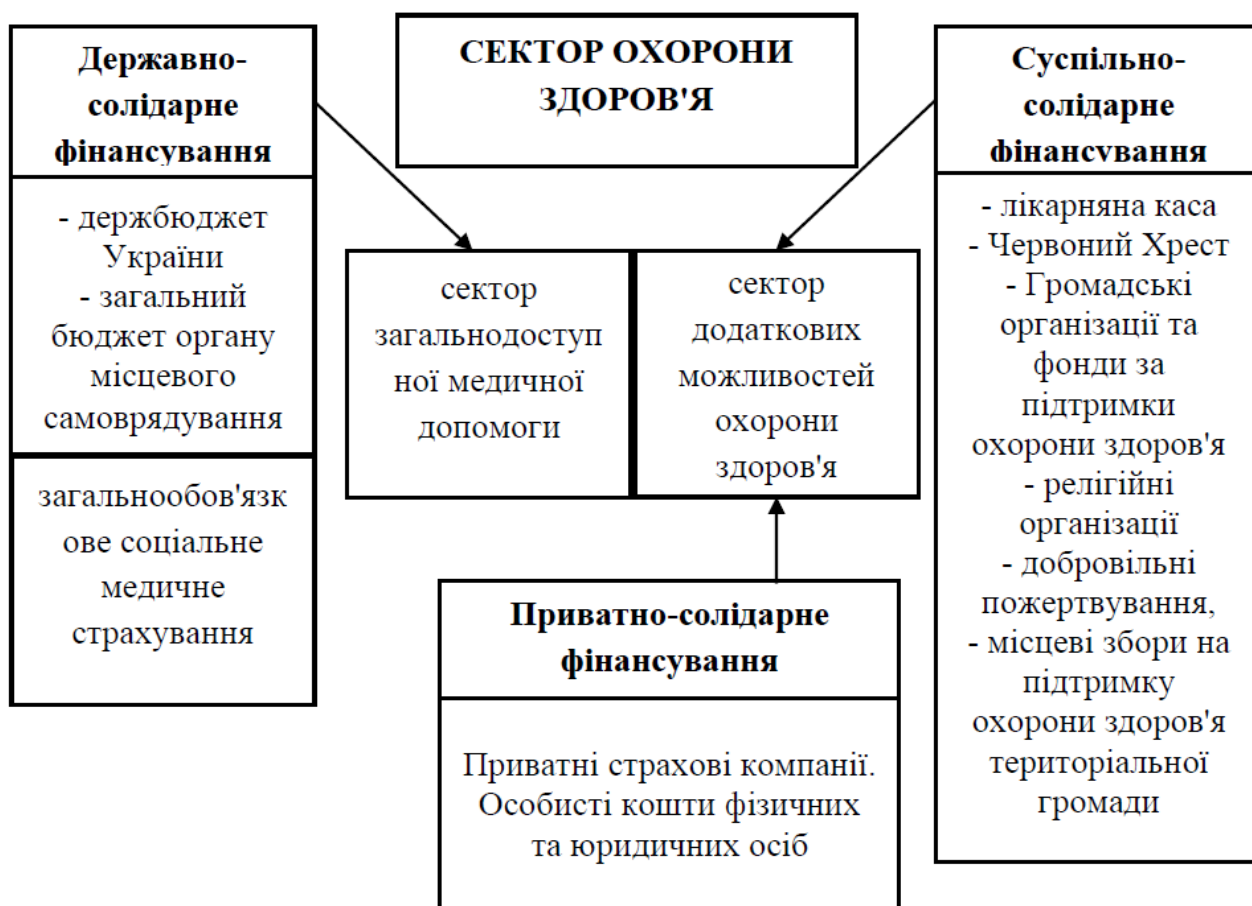 Державно-
солідарне
фінансування
- держбюджет
України
- загальний
бюджет органу
місцевого
самоврядування
загальнообов'язк
ове соціальне
медичне
страхування
СЕКТОР ОХОРОНИ
ЗДОРОВ'Я
сектор
загальнодоступ
ної медичної
допомоги
сектор
додаткових
можливостей
охорони
здоров'я
Приватно-солідарне
фінансування
Приватні страхові компанії.
Особисті кошти фізичних
та юридичних осіб
Суспільно-
солідарне
фінансування
- лікарняна каса
- Червоний Хрест
- Громадські
організації та
фонди за
підтримки
охорони здоров'я
- релігійні
організації
- добровільні
пожертвування,
- місцеві збори на
підтримку
охорони здоров'я
територіальної
громади